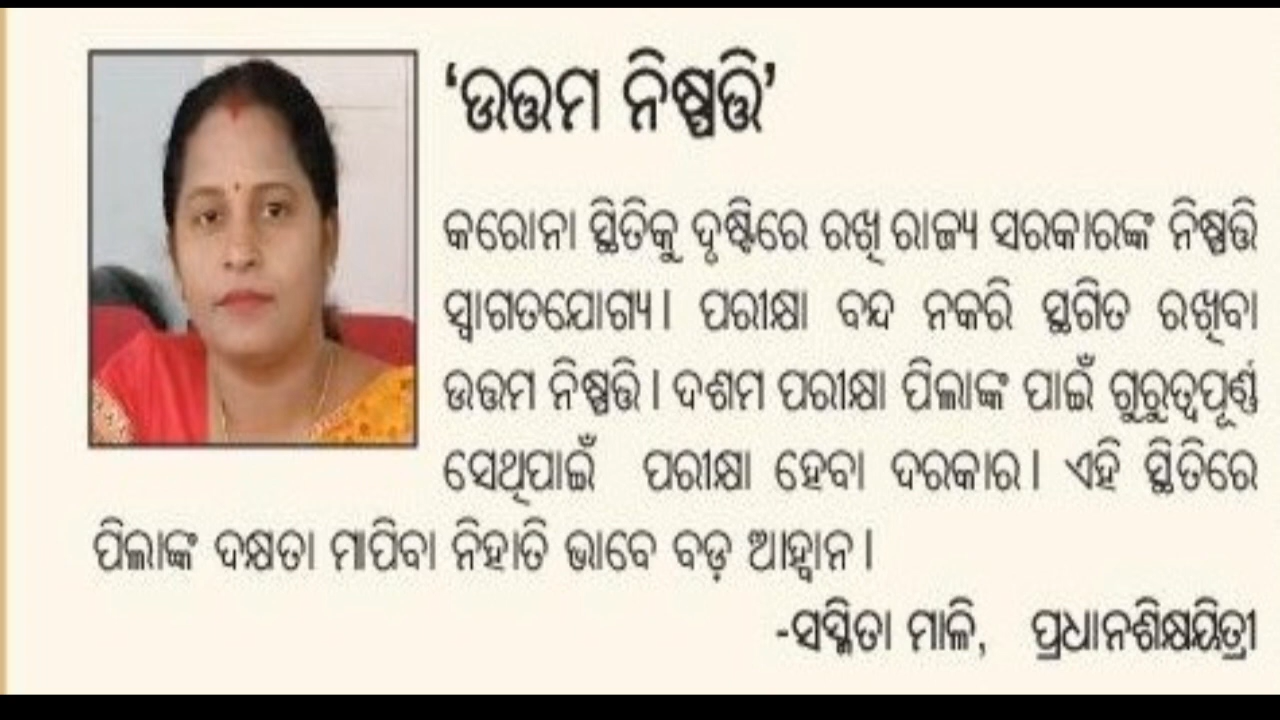 ‘ଉତ୍ତମ ନିଷ୍ପତ୍ତି’
କରୋନା ସ୍ଥିତିକୁ ଦୃଷ୍ଟିରେ ରଖି ରାଜ୍ୟ ସରକାରଙ୍କ ନିଷ୍ପତ୍ତି
ସ୍ୱାଗତଯୋଗ୍ୟ। ପରୀକ୍ଷା ବନ୍ଦ ନକରି ସ୍ଥଗିତ ରଖିବା
ଉତ୍ତମ ନିଷ୍ପତ୍ତି। ଦଶମ ପରୀକ୍ଷା ପିଲାଙ୍କ ପାଇଁ ଗୁରୁତ୍ୱପୂର୍ଣ୍ଣ
ସେଥିପାଇଁ ପରୀକ୍ଷା ହେବା ଦରକାର। ଏହି ସ୍ଥିତିରେ
ପିଲାଙ୍କ ଦକ୍ଷତା ମାପିବା ନିହାତି ଭାବେ ବଡ଼ ଆହ୍ୱାନ।
-ସସ୍ମିତା ମାଳି, ପ୍ରଧାନଶିକ୍ଷୟିତ୍ରୀ